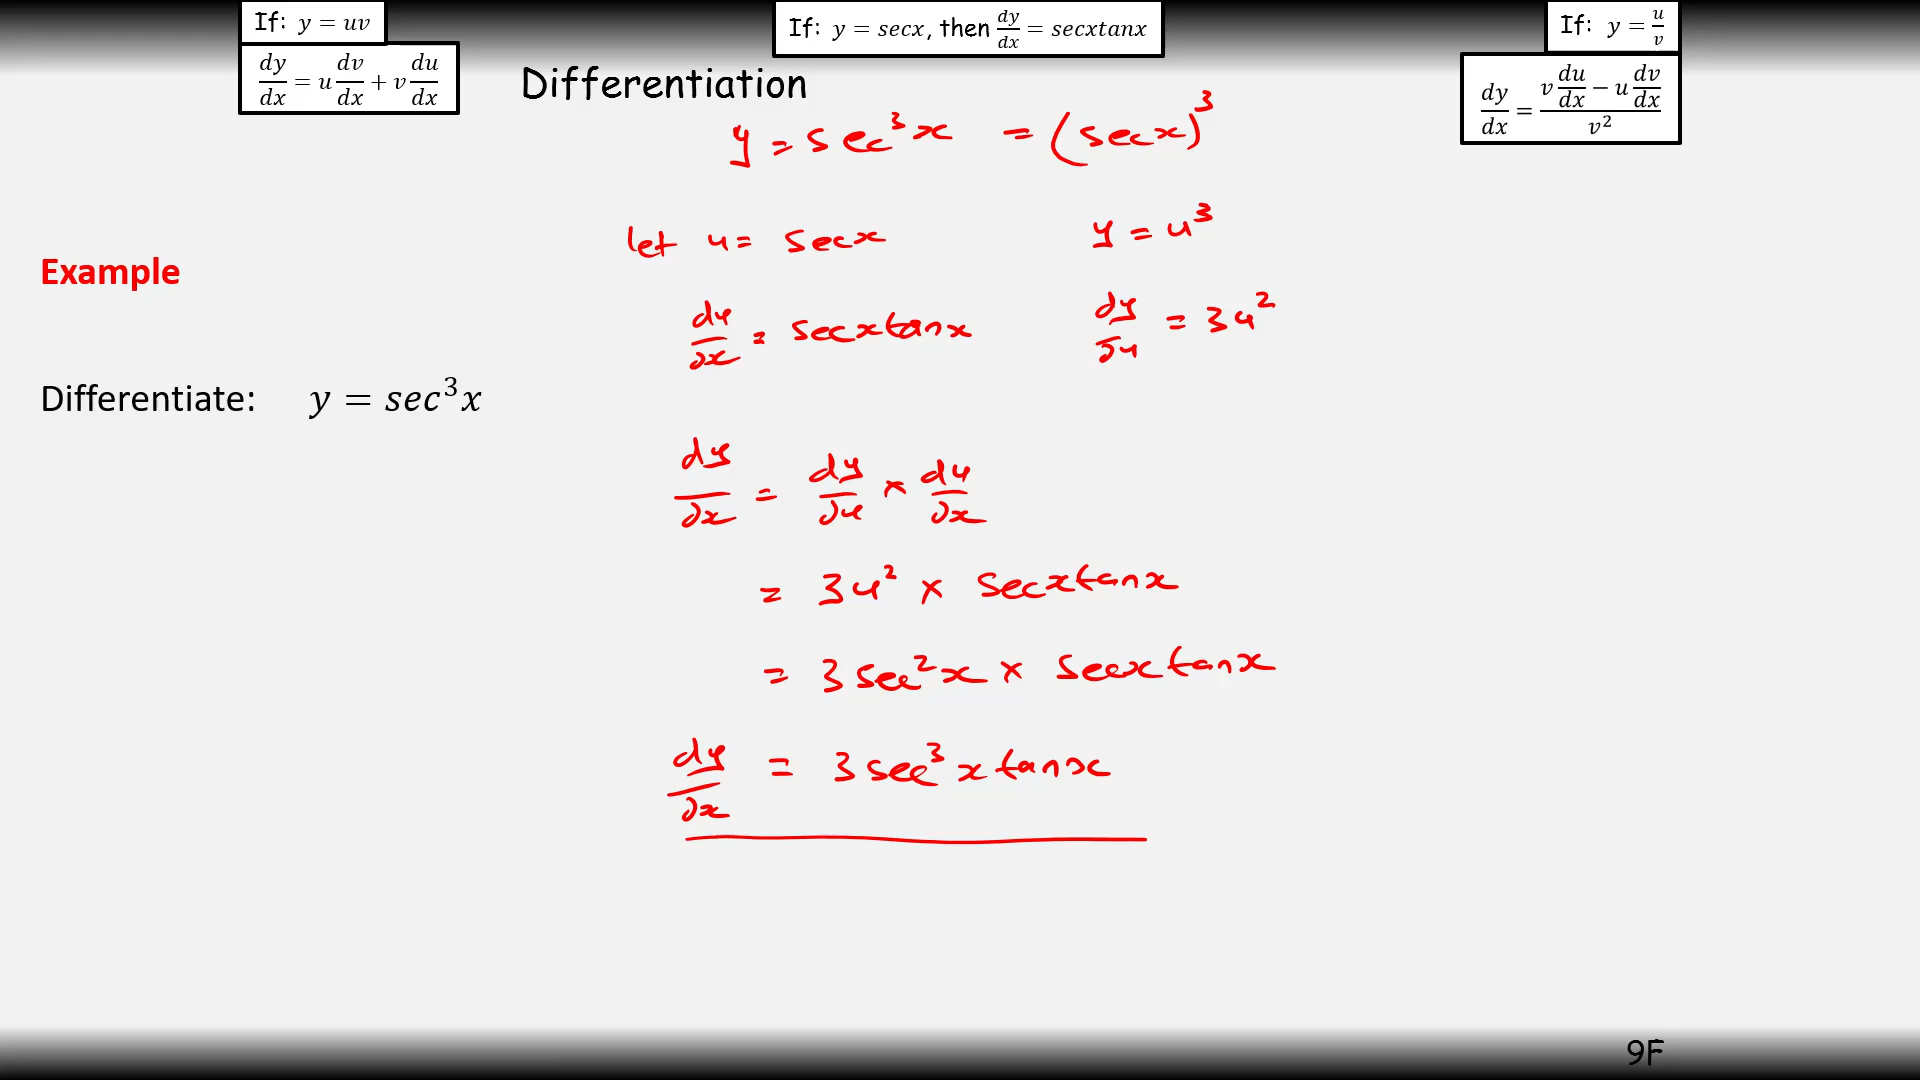 If: y = uv
dy/dx = u dv/dx + v du/dx
If: y = secx, then dy/dx = secxtanx
If: y = u/v
dy/dx = (v du/dx − u dv/dx)/v²
Differentiation
y = sec³x = (secx)³
let u = secx y = u³
Example
du/dx = secxtanx dy/du = 3u²
Differentiate: y = sec³x
dy/dx = dy/du × du/dx
= 3u² × secxtanx
= 3sec²x × secxtanx
dy/dx = 3sec³xtanx
9F